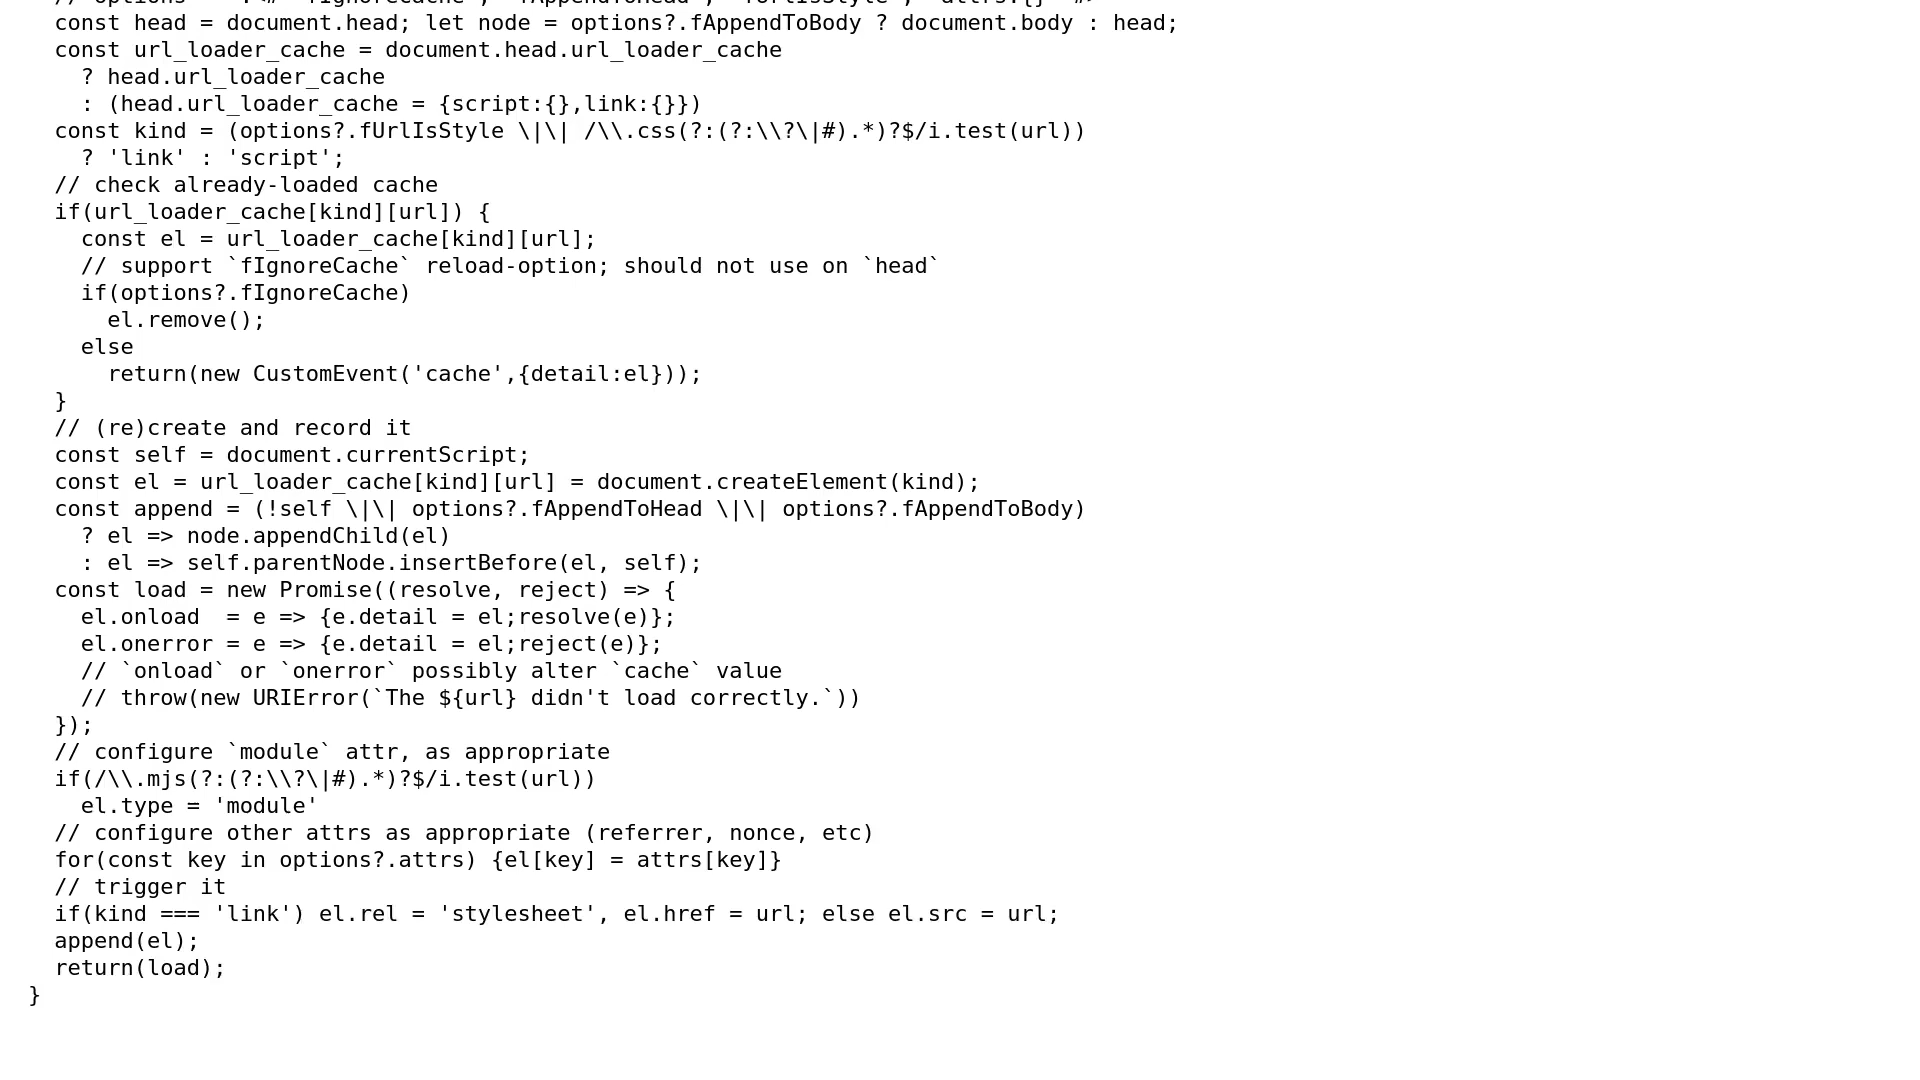 const head = document.head; let node = options?.fAppendToBody ? document.body : head;
const url_loader_cache = document.head.url_loader_cache
? head.url_loader_cache
: (head.url_loader_cache = {script:{},link:{}})
const kind = (options?.fUrlIsStyle \|\| /\\.css(?:(?:\\?\|#).*)?$/i.test(url))
? 'link' : 'script';
// check already-loaded cache
if(url_loader_cache[kind][url]) {
const el = url_loader_cache[kind][url];
// support `fIgnoreCache` reload-option; should not use on `head`
if(options?.fIgnoreCache)
el.remove();
else
return(new CustomEvent('cache',{detail:el}));
}
// (re)create and record it
const self = document.currentScript;
const el = url_loader_cache[kind][url] = document.createElement(kind);
const append = (!self \|\| options?.fAppendToHead \|\| options?.fAppendToBody)
? el => node.appendChild(el)
: el => self.parentNode.insertBefore(el, self);
const load = new Promise((resolve, reject) => {
el.onload  = e => {e.detail = el;resolve(e)};
el.onerror = e => {e.detail = el;reject(e)};
// `onload` or `onerror` possibly alter `cache` value
// throw(new URIError(`The ${url} didn't load correctly.`))
});
// configure `module` attr, as appropriate
if(/\\.mjs(?:(?:\\?\|#).*)?$/i.test(url))
el.type = 'module'
// configure other attrs as appropriate (referrer, nonce, etc)
for(const key in options?.attrs) {el[key] = attrs[key]}
// trigger it
if(kind === 'link') el.rel = 'stylesheet', el.href = url; else el.src = url;
append(el);
return(load);
}